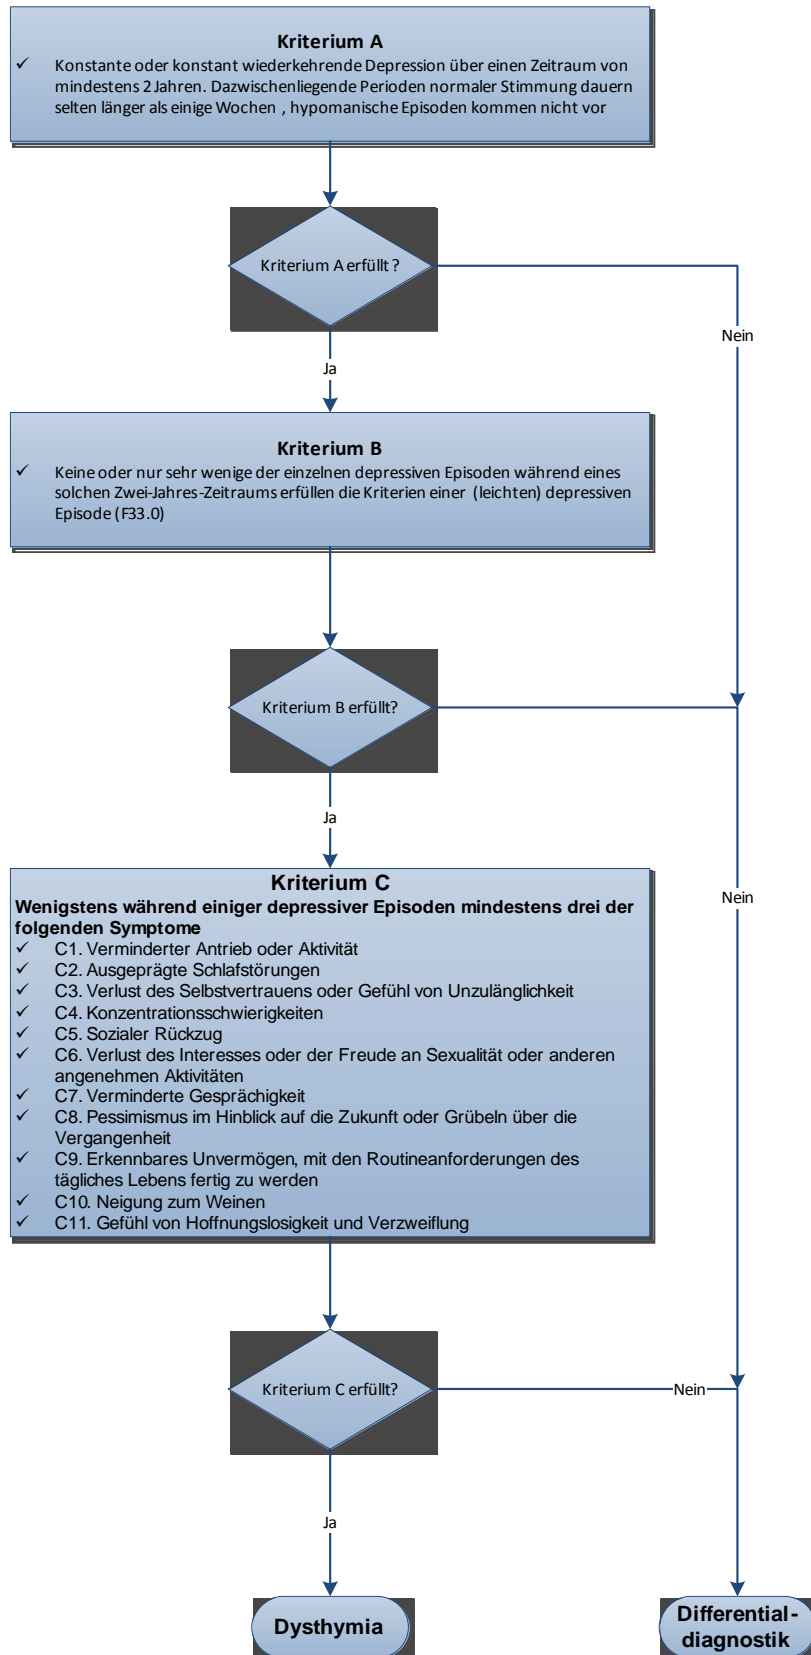 Kriterium A
✓ Konstante oder konstant wiederkehrende Depression über einen Zeitraum von
mindestens 2 Jahren. Dazwischenliegende Perioden normaler Stimmung dauern
selten länger als einige Wochen , hypomanische Episoden kommen nicht vor
Kriterium A erfüllt ?
Nein
Ja
Kriterium B
✓ Keine oder nur sehr wenige der einzelnen depressiven Episoden während eines
solchen Zwei-Jahres-Zeitraums erfüllen die Kriterien einer (leichten) depressiven
Episode (F33.0)
Kriterium B erfüllt?
Ja
Nein
Kriterium C
Wenigstens während einiger depressiver Episoden mindestens drei der
folgenden Symptome
✓ C1. Verminderter Antrieb oder Aktivität
✓ C2. Ausgeprägte Schlafstörungen
✓ C3. Verlust des Selbstvertrauens oder Gefühl von Unzulänglichkeit
✓ C4. Konzentrationsschwierigkeiten
✓ C5. Sozialer Rückzug
✓ C6. Verlust des Interesses oder der Freude an Sexualität oder anderen
angenehmen Aktivitäten
✓ C7. Verminderte Gesprächigkeit
✓ C8. Pessimismus im Hinblick auf die Zukunft oder Grübeln über die
Vergangenheit
✓ C9. Erkennbares Unvermögen, mit den Routineanforderungen des
tägliches Lebens fertig zu werden
✓ C10. Neigung zum Weinen
✓ C11. Gefühl von Hoffnungslosigkeit und Verzweiflung
Kriterium C erfüllt?
Nein
Ja
Dysthymia
Differential-
diagnostik